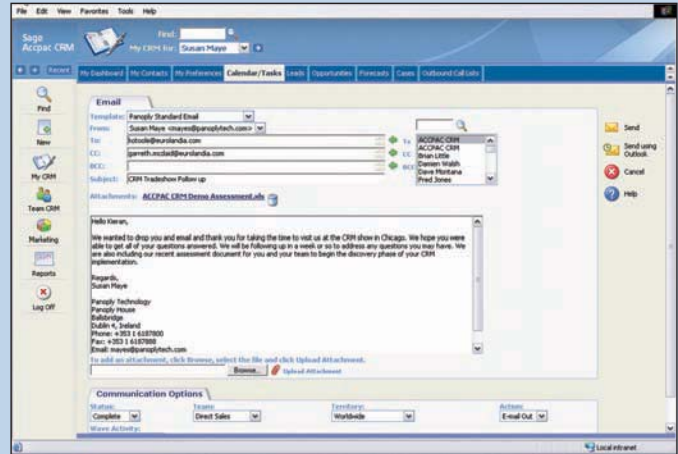 File Edit View Favorites Tools Help
Sage
Accpac CRM
Find:
My CRM for: Susan Maye
Recent
My Dashboard My Contacts My Preferences Calendar/Tasks Leads Opportunities Forecasts Cases Outbound Call Lists
Email
Template: Panoply Standard Email
From: Susan Maye <mayes@panoplytech.com>
To: kotoole@eurolandia.com
CC: garreth.mcdaid@eurolandia.com
BCC:
Subject: CRM Tradeshow Follow up
To
CC
BCC
ACCPAC CRM
ACCPAC CRM
Brian Little
Damien Walsh
Dave Montana
Fred Jones
Attachments: ACCPAC CRM Demo Assessment.xls
Hello Kieran,
We wanted to drop you and email and thank you for taking the time to visit us at the CRM show in Chicago. We hope you were
able to get all of your questions answered. We will be following up in a week or so to address any questions you may have. We
are also including our recent assessment document for you and your team to begin the discovery phase of your CRM
implementation.
Regards,
Susan Maye
Panoply Technology
Panoply House
Ballsbridge
Dublin 4, Ireland
Phone: +353 1 6187800
Fax: +353 1 6188888
Email: mayes@panoplytech.com
To add an attachment, click Browse, select the file and click Upload Attachment.
Browse... Upload Attachment
Communication Options
Status: Team: Territory: Action:
Complete Direct Sales Worldwide E-mail Out
Wave Activity:
Find
New
My CRM
Team CRM
Marketing
Reports
Log Off
Send
Send using
Outlook
Cancel
Help
Local intranet